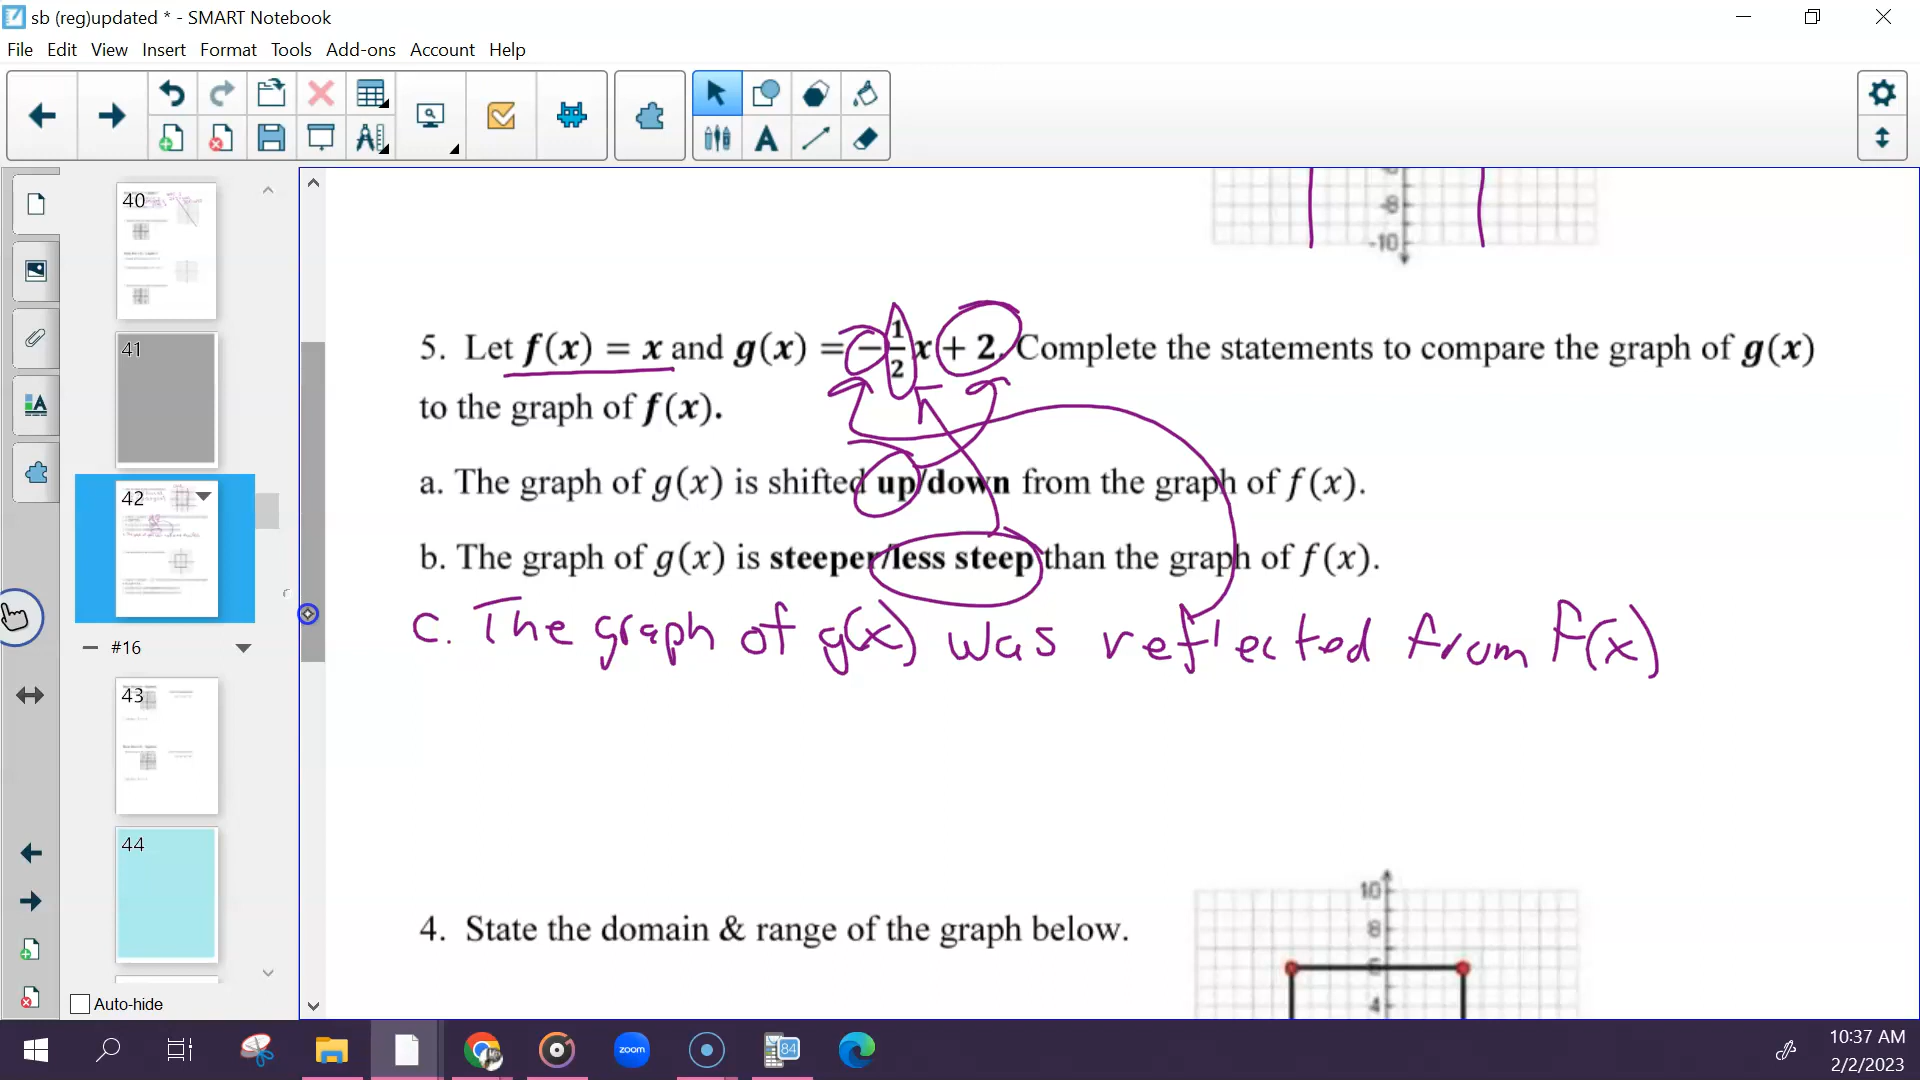 sb (reg)updated * - SMART Notebook
File Edit View Insert Format Tools Add-ons Account Help
40
41
42
#16
43
44
Auto-hide
-8
-10
5. Let f(x) = x and g(x) = -1/2x + 2. Complete the statements to compare the graph of g(x)
to the graph of f(x).
a. The graph of g(x) is shifted up/down from the graph of f(x).
b. The graph of g(x) is steeper/less steep than the graph of f(x).
c. The graph of g(x) was reflected from f(x)
4. State the domain & range of the graph below.
10
8
6
4
zoom
84
10:37 AM
2/2/2023